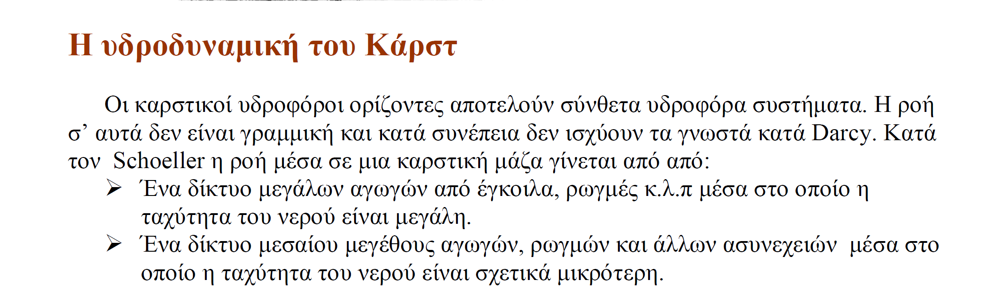 Η υδροδυναμική του Κάρστ
Οι καρστικοί υδροφόροι ορίζοντες αποτελούν σύνθετα υδροφόρα συστήματα. Η ροή
σ’ αυτά δεν είναι γραμμική και κατά συνέπεια δεν ισχύουν τα γνωστά κατά Darcy. Κατά
τον  Schoeller η ροή μέσα σε μια καρστική μάζα γίνεται από από:
➢ Ένα δίκτυο μεγάλων αγωγών από έγκοιλα, ρωγμές κ.λ.π μέσα στο οποίο η
ταχύτητα του νερού είναι μεγάλη.
➢ Ένα δίκτυο μεσαίου μεγέθους αγωγών, ρωγμών και άλλων ασυνεχειών  μέσα στο
οποίο η ταχύτητα του νερού είναι σχετικά μικρότερη.